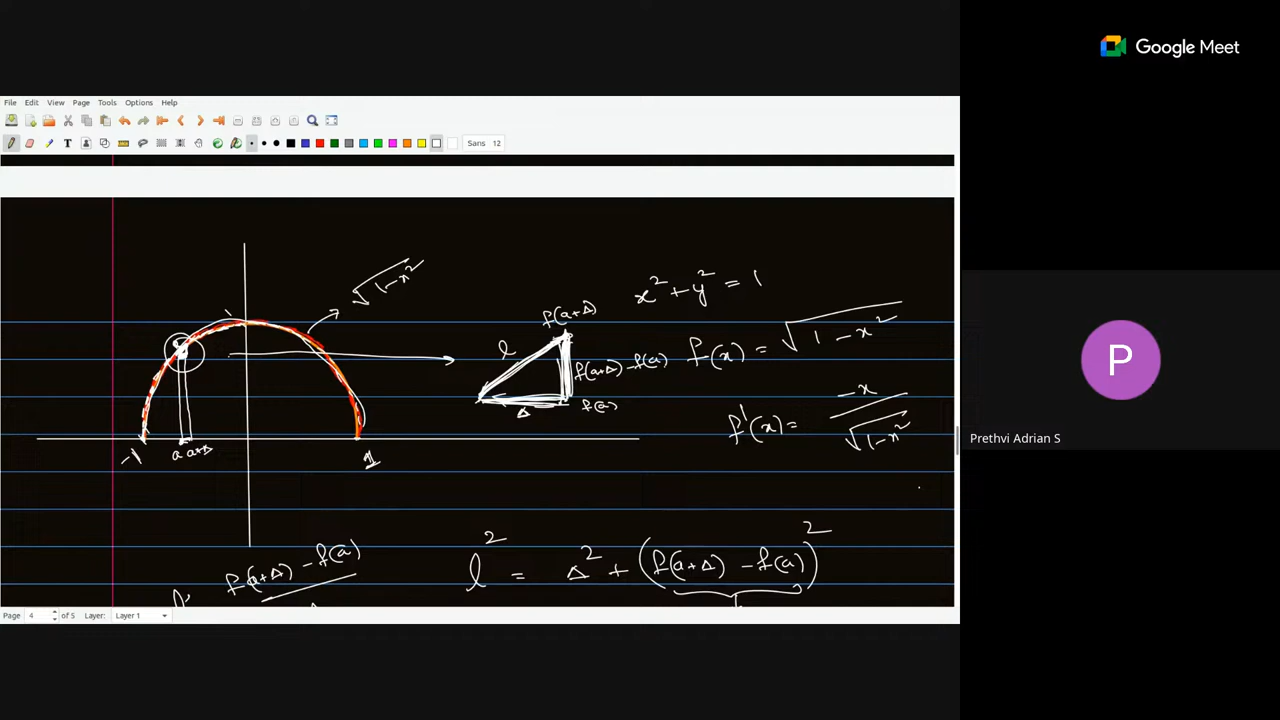 Google Meet
File Edit View Page Tools Options Help
Sans 12
√(1-x²)
x² + y² = 1
f(a+Δ)
f(x) = √(1-x²)
l
f(a+Δ) - f(a)
Δ
f(a)
f'(x) = -x/√(1-x²)
-1
a a+Δ
1
Prethvi Adrian S
P
f(a+Δ) - f(a)
l² = Δ² + (f(a+Δ) - f(a))²
Page 4 of 5 Layer: Layer 1